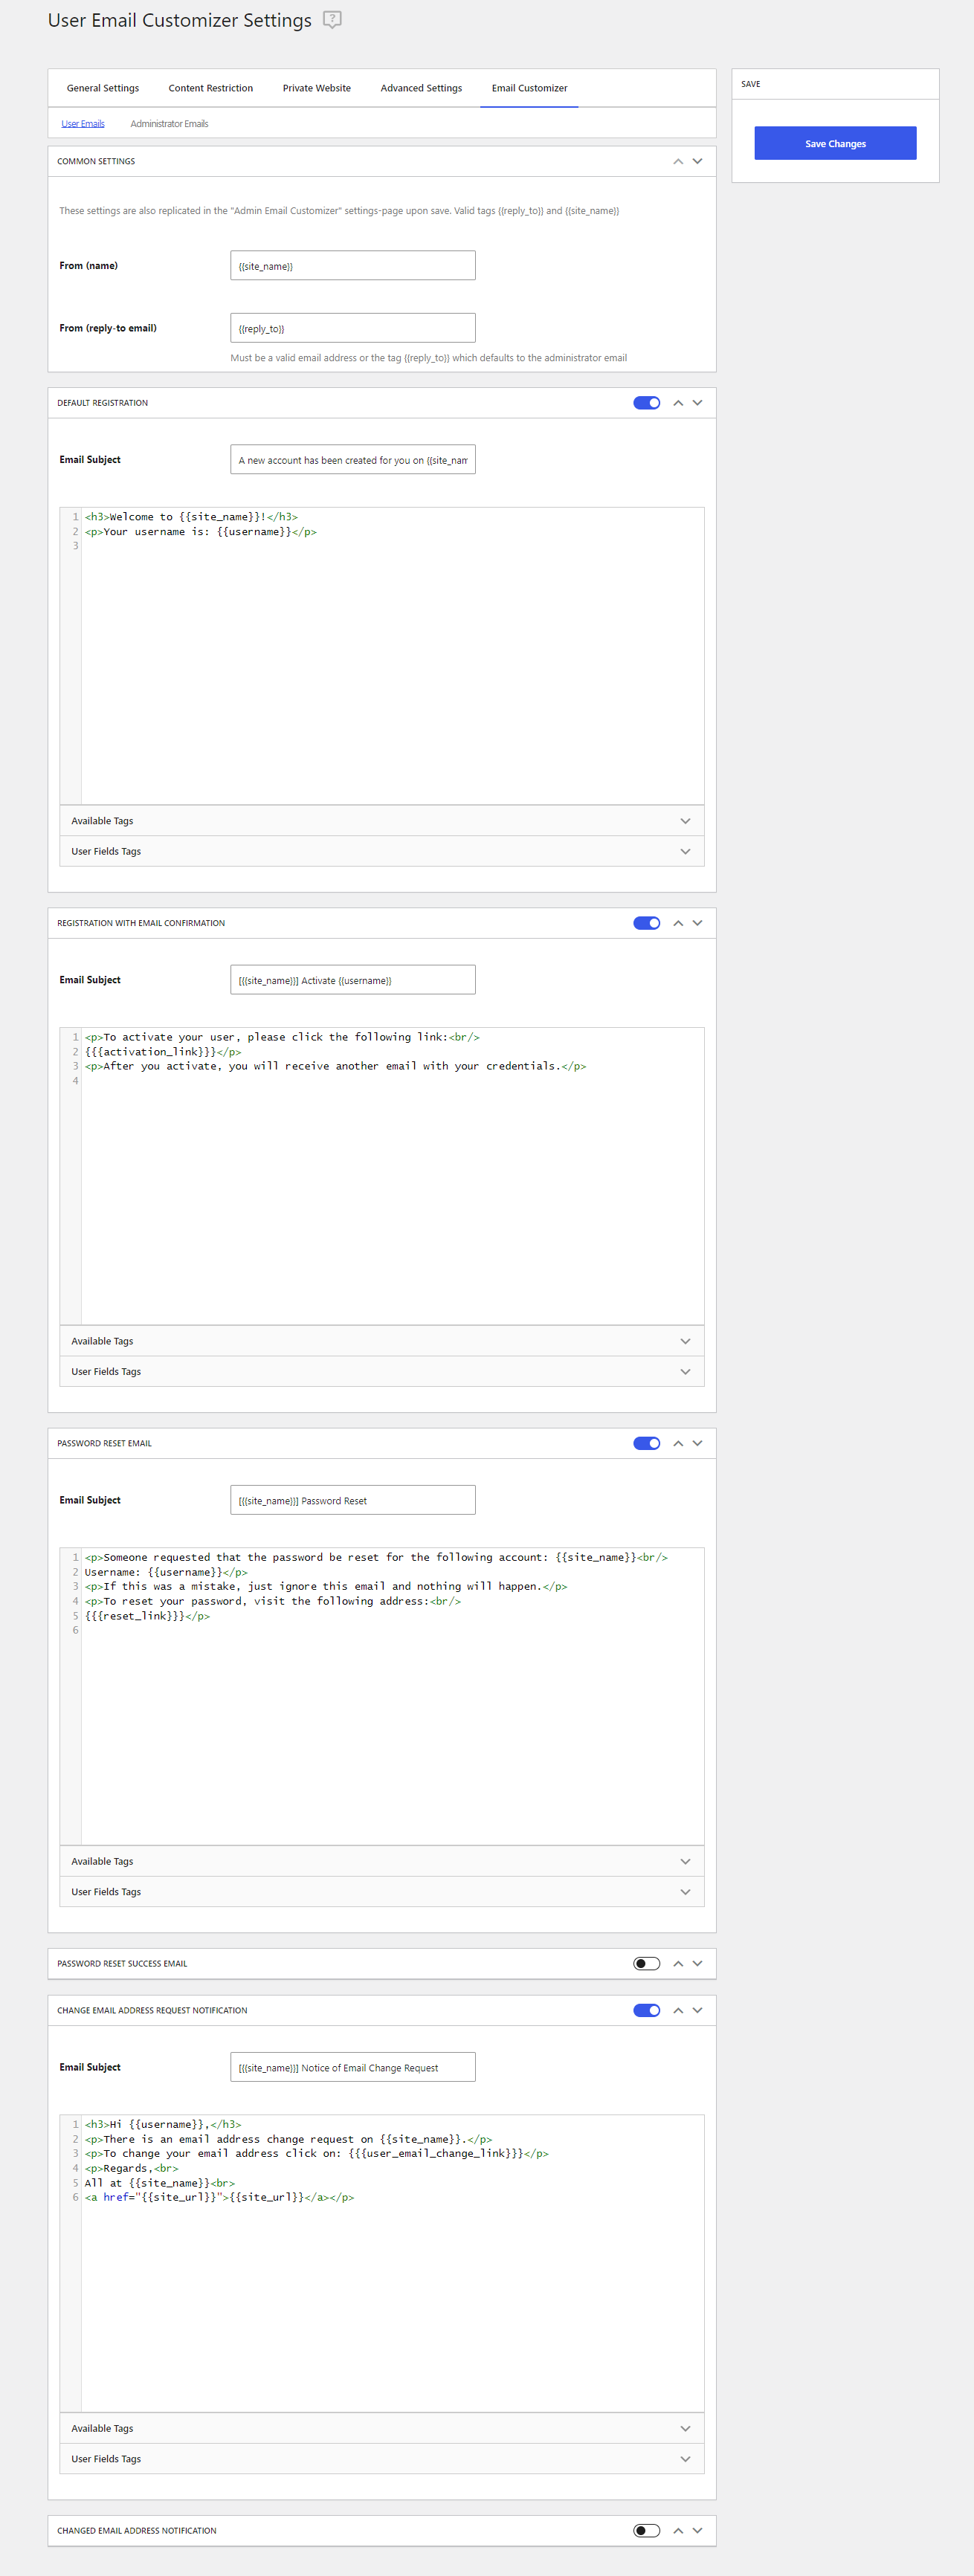 User Email Customizer Settings
?
General Settings
Content Restriction
Private Website
Advanced Settings
Email Customizer
User Emails
Administrator Emails
SAVE
Save Changes
COMMON SETTINGS
These settings are also replicated in the "Admin Email Customizer" settings-page upon save. Valid tags {{reply_to}} and {{site_name}}
From (name)
{{site_name}}
From (reply-to email)
{{reply_to}}
Must be a valid email address or the tag {{reply_to}} which defaults to the administrator email
DEFAULT REGISTRATION
Email Subject
A new account has been created for you on {{site_nam
1 <h3>Welcome to {{site_name}}!</h3>
2 <p>Your username is: {{username}}</p>
3
Available Tags
User Fields Tags
REGISTRATION WITH EMAIL CONFIRMATION
Email Subject
[{{site_name}}] Activate {{username}}
1 <p>To activate your user, please click the following link:<br/>
2 {{{activation_link}}}</p>
3 <p>After you activate, you will receive another email with your credentials.</p>
4
Available Tags
User Fields Tags
PASSWORD RESET EMAIL
Email Subject
[{{site_name}}] Password Reset
1 <p>Someone requested that the password be reset for the following account: {{site_name}}<br/>
2 Username: {{username}}</p>
3 <p>If this was a mistake, just ignore this email and nothing will happen.</p>
4 <p>To reset your password, visit the following address:<br/>
5 {{{reset_link}}}</p>
6
Available Tags
User Fields Tags
PASSWORD RESET SUCCESS EMAIL
CHANGE EMAIL ADDRESS REQUEST NOTIFICATION
Email Subject
[{{site_name}}] Notice of Email Change Request
1 <h3>Hi {{username}},</h3>
2 <p>There is an email address change request on {{site_name}}.</p>
3 <p>To change your email address click on: {{{user_email_change_link}}}</p>
4 <p>Regards,<br>
5 All at {{site_name}}<br>
6 <a href="{{site_url}}">{{site_url}}</a></p>
Available Tags
User Fields Tags
CHANGED EMAIL ADDRESS NOTIFICATION